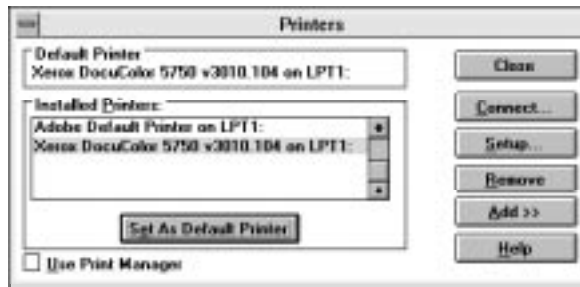 Printers
Default Printer
Xerox DocuColor 5750 v3010.104 on LPT1:
Installed Printers:
Adobe Default Printer on LPT1:
Xerox DocuColor 5750 v3010.104 on LPT1:
Set As Default Printer
Use Print Manager
Close
Connect...
Setup...
Remove
Add >>
Help